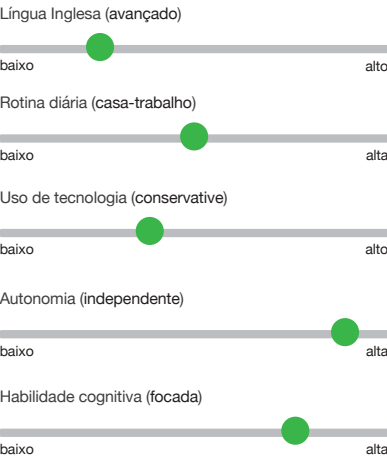 Língua Inglesa (avançado)
baixo alto
Rotina diária (casa-trabalho)
baixo alta
Uso de tecnologia (conservative)
baixo alto
Autonomia (independente)
baixo alta
Habilidade cognitiva (focada)
baixo alta